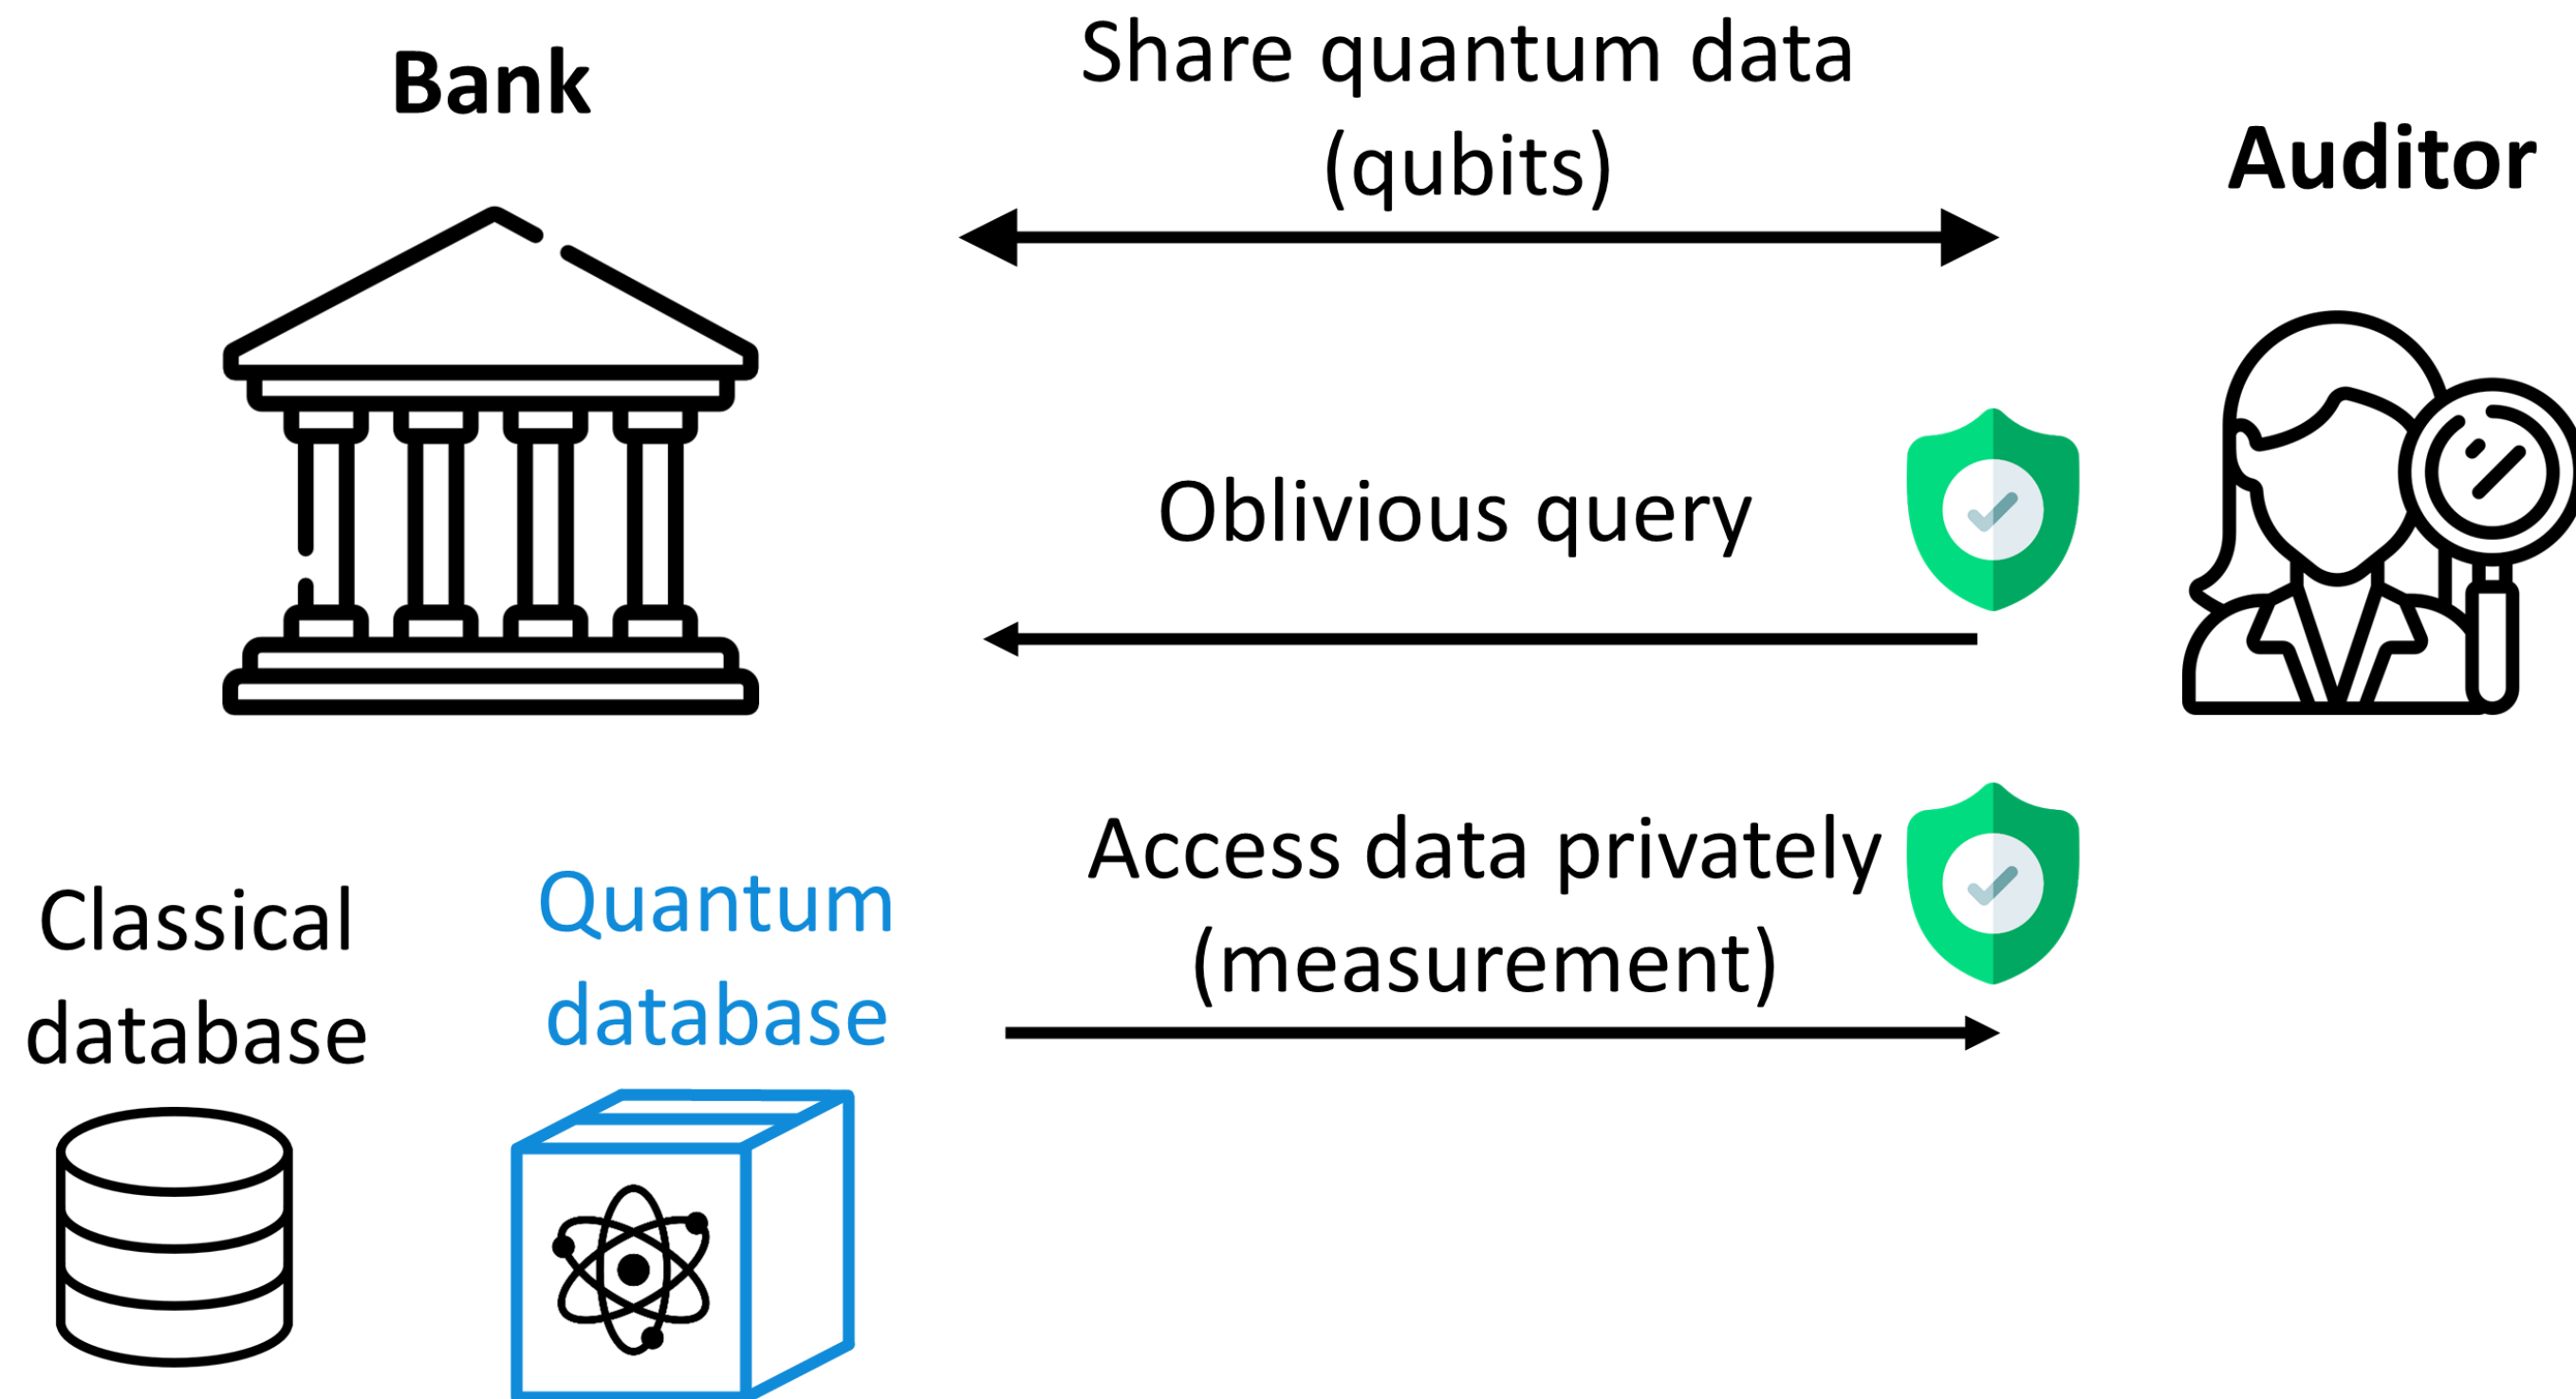 Bank
Share quantum data
(qubits)
Auditor
Oblivious query
Access data privately
(measurement)
Classical
database
Quantum
database